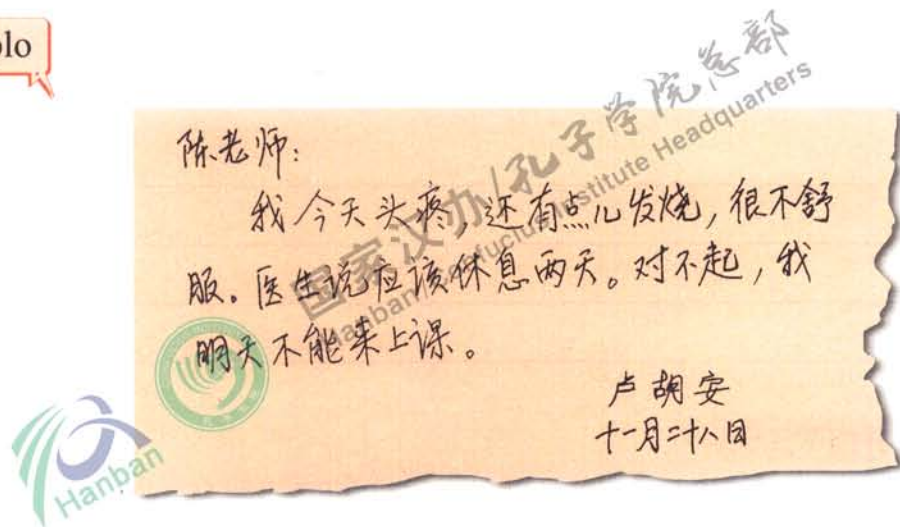 olo
陈老师:
我今天头疼,还有点儿发烧,很不舒
服。医生说应该休息两天。对不起,我
明天不能来上课。
卢胡安
十一月二十八日
国家汉办/孔子学院总部
Hanban/Confucius Institute Headquarters
Hanban